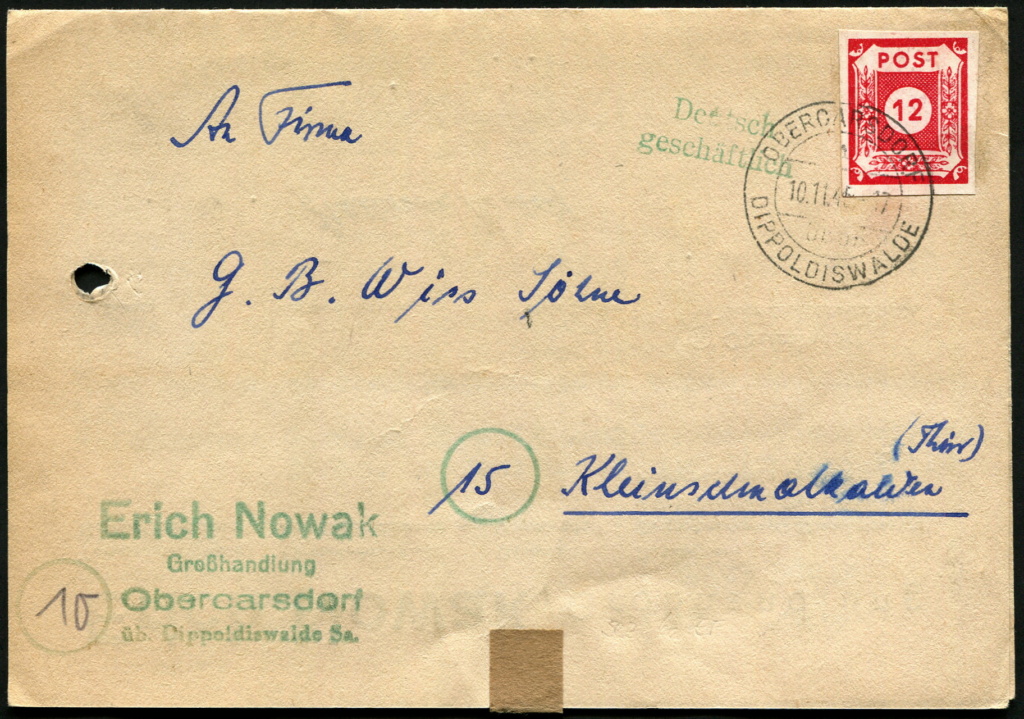 POST
12
Deutsch
geschäftlich
OBERCARSDORF
10.11.45 17
DIPPOLDISWALDE
An Firma
G. B. Wiss Söhne
(Thür)
15 Kleinschmalkalden
Erich Nowak
Großhandlung
10 Obercarsdorf
üb. Dippoldiswalde Sa.